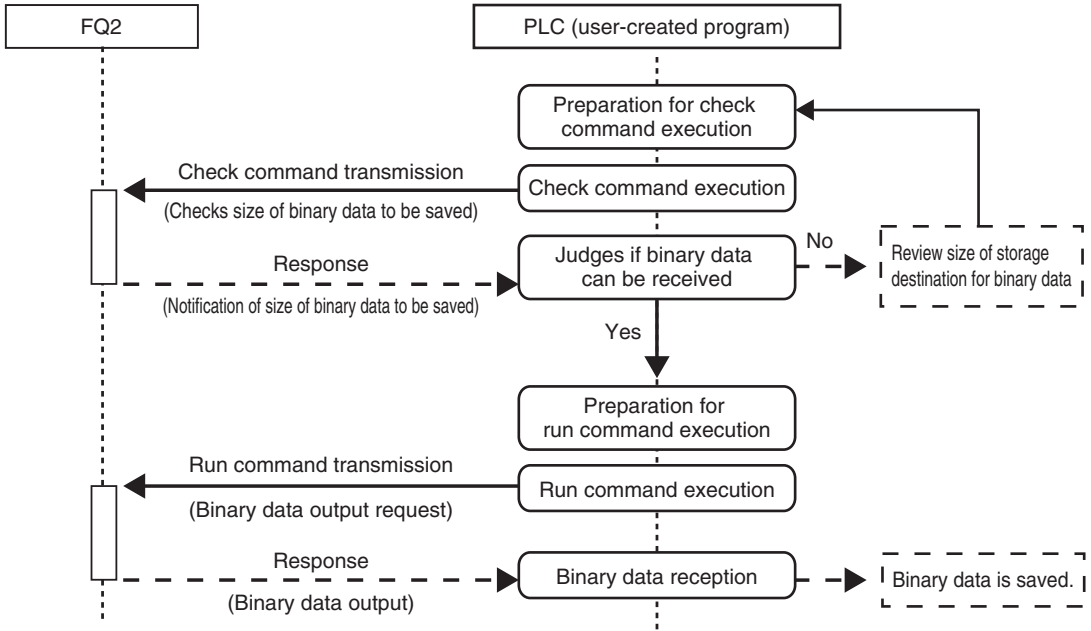 FQ2
PLC (user-created program)
Preparation for check
command execution
Check command transmission
(Checks size of binary data to be saved)
Check command execution
Response
(Notification of size of binary data to be saved)
Judges if binary data
can be received
No
Review size of storage
destination for binary data
Yes
Preparation for
run command execution
Run command transmission
(Binary data output request)
Run command execution
Response
(Binary data output)
Binary data reception
Binary data is saved.